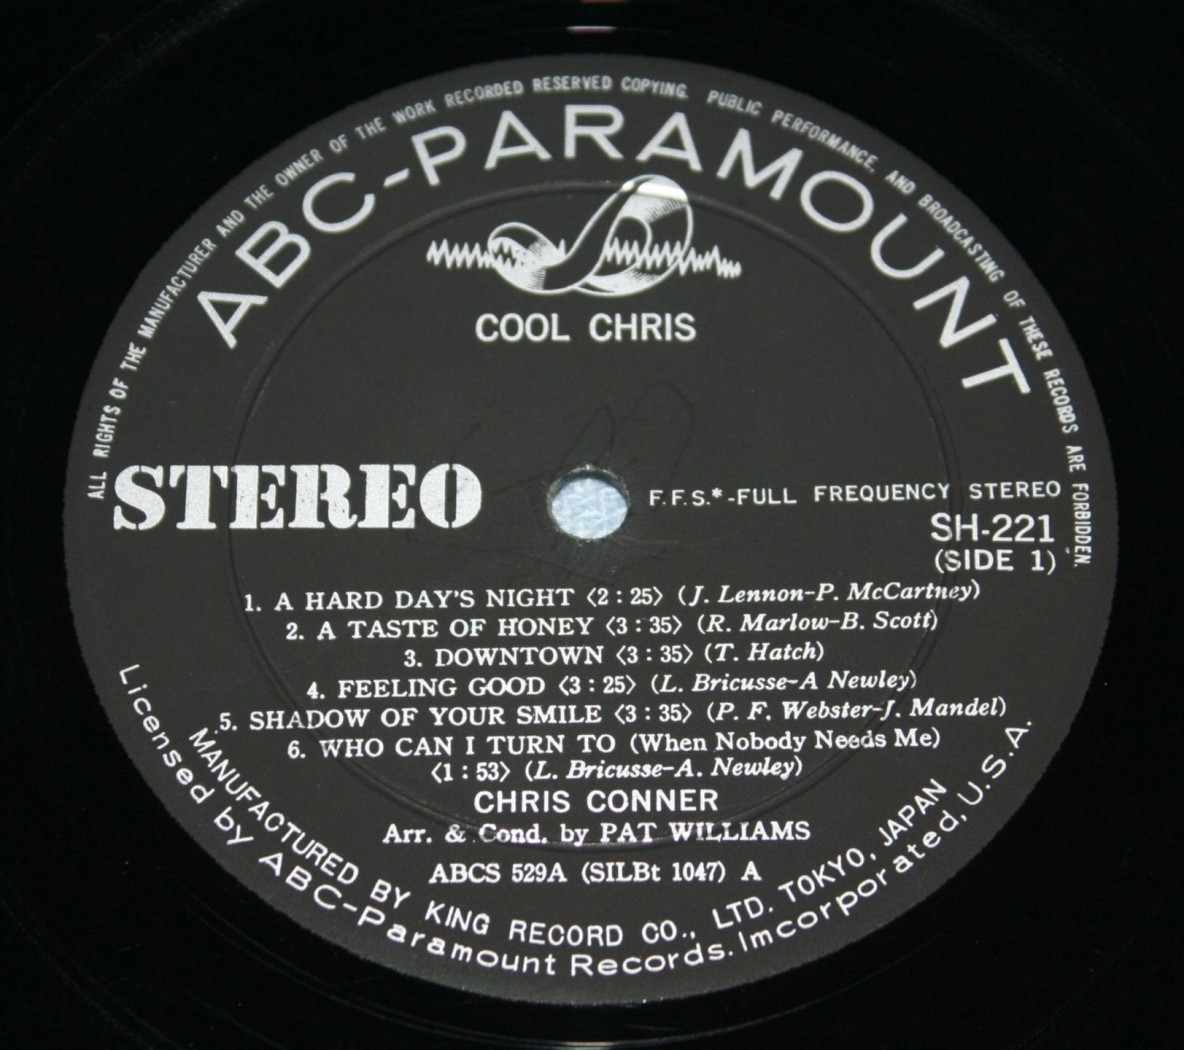 ALL RIGHTS OF THE MANUFACTURER AND THE OWNER OF THE WORK RECORDED RESERVED COPYING. PUBLIC PERFORMANCE. AND BROADCASTING OF THESE RECORDS ARE FORBIDDEN.
ABC-PARAMOUNT
COOL CHRIS
STEREO
F.F.S.*-FULL FREQUENCY STEREO
SH-221
(SIDE 1)
1. A HARD DAY'S NIGHT <2:25> (J. Lennon-P. McCartney)
2. A TASTE OF HONEY <3:35> (R. Marlow-B. Scott)
3. DOWNTOWN <3:35> (T. Hatch)
4. FEELING GOOD <3:25> (L. Bricusse-A Newley)
5. SHADOW OF YOUR SMILE <3:35> (P. F. Webster-J. Mandel)
6. WHO CAN I TURN TO (When Nobody Needs Me)
<1:53> (L. Bricusse-A. Newley)
CHRIS CONNER
Arr. & Cond. by PAT WILLIAMS
ABCS 529A (SILBt 1047) A
MANUFACTURED BY KING RECORD CO., LTD. TOKYO, JAPAN
Licensed by ABC-Paramount Records. Imcorporated, U.S.A.